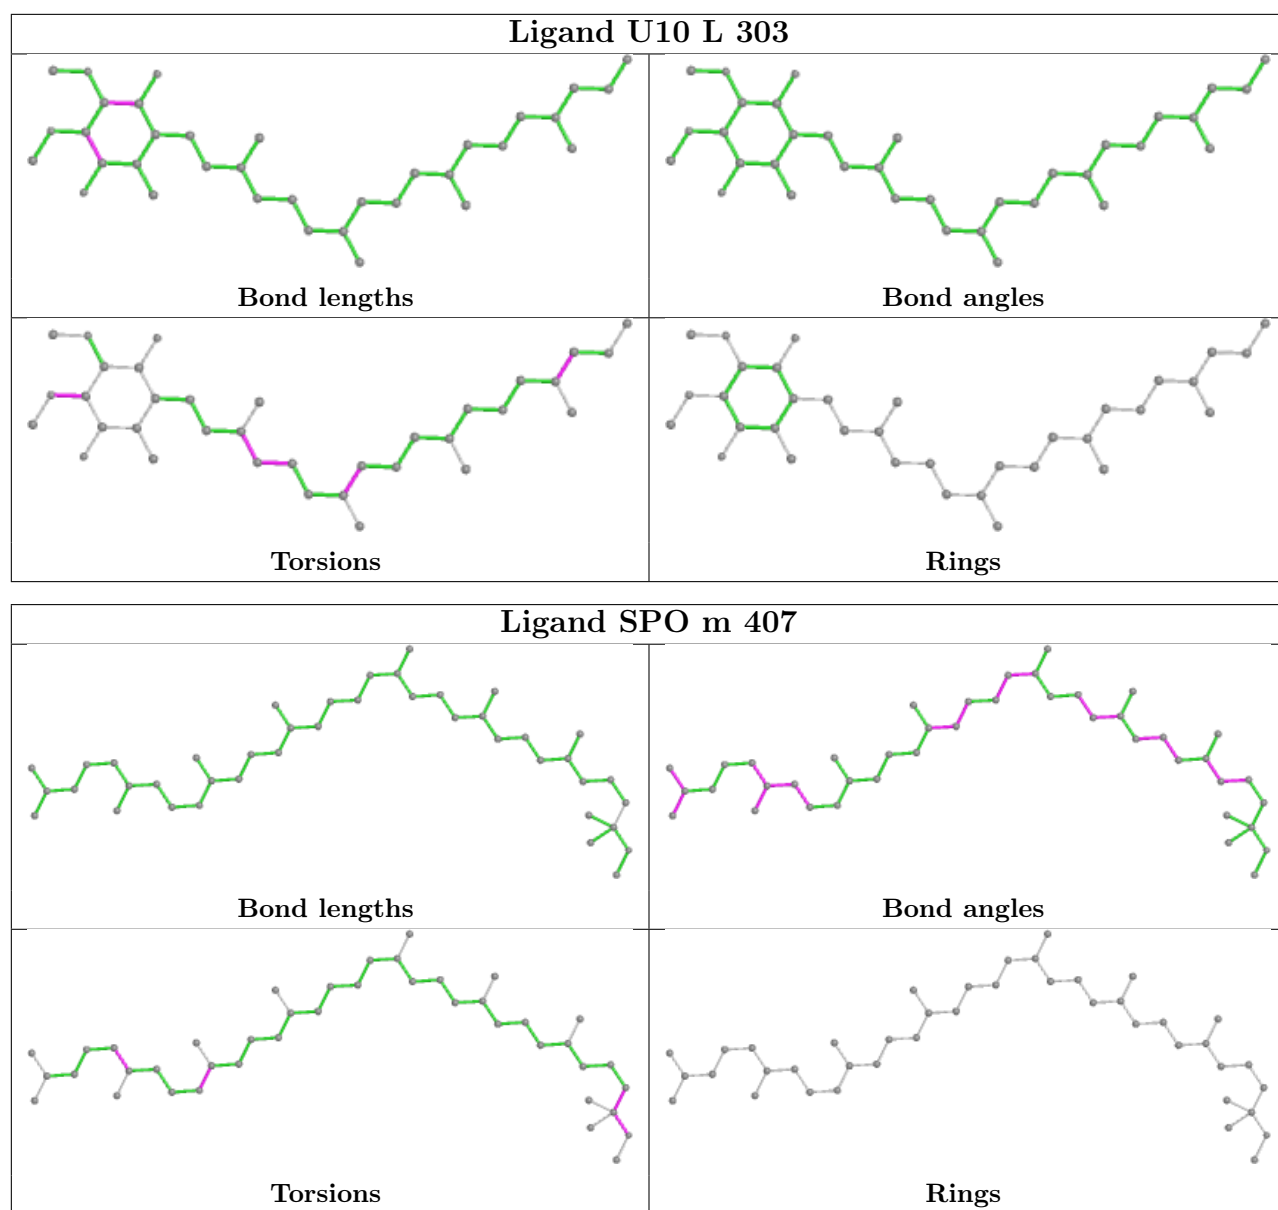 Ligand U10 L 303
Bond lengths
Bond angles
Torsions
Rings
Ligand SPO m 407
Bond lengths
Bond angles
Torsions
Rings